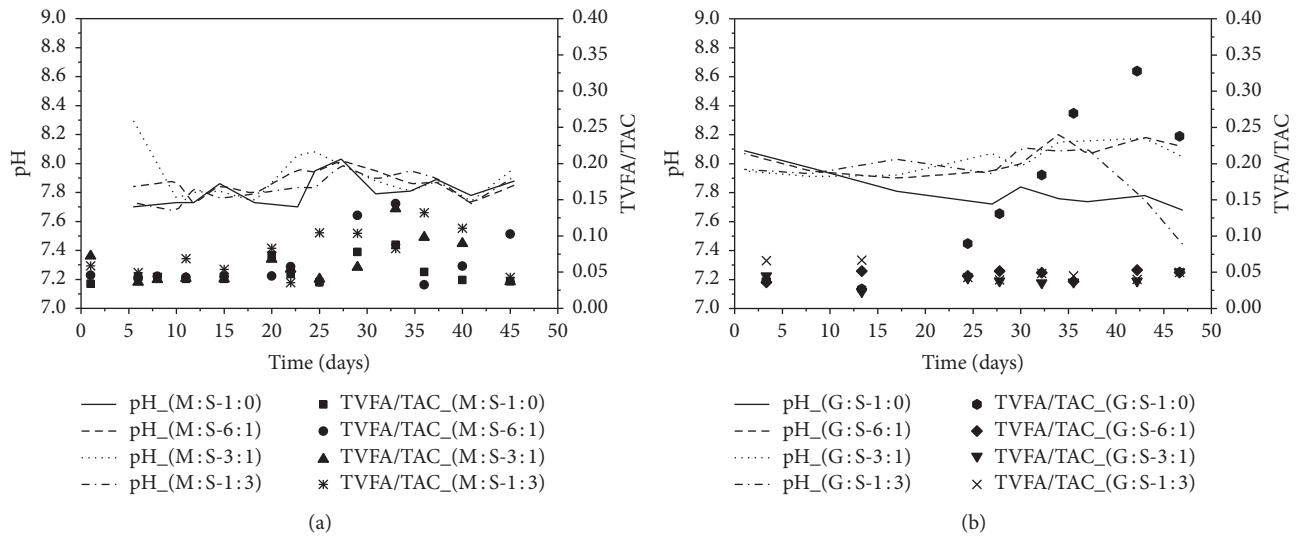 9.0
8.8
8.6
8.4
8.2
8.0
7.8
7.6
7.4
7.2
7.0
pH
0.40
0.35
0.30
0.25
0.20
0.15
0.10
0.05
0.00
TVFA/TAC
0 5 10 15 20 25 30 35 40 45 50
Time (days)
pH_(M:S-1:0)
pH_(M:S-6:1)
pH_(M:S-3:1)
pH_(M:S-1:3)
TVFA/TAC_(M:S-1:0)
TVFA/TAC_(M:S-6:1)
TVFA/TAC_(M:S-3:1)
TVFA/TAC_(M:S-1:3)
(a)
9.0
8.8
8.6
8.4
8.2
8.0
7.8
7.6
7.4
7.2
7.0
pH
0.40
0.35
0.30
0.25
0.20
0.15
0.10
0.05
0.00
TVFA/TAC
0 5 10 15 20 25 30 35 40 45 50
Time (days)
pH_(G:S-1:0)
pH_(G:S-6:1)
pH_(G:S-3:1)
pH_(G:S-1:3)
TVFA/TAC_(G:S-1:0)
TVFA/TAC_(G:S-6:1)
TVFA/TAC_(G:S-3:1)
TVFA/TAC_(G:S-1:3)
(b)